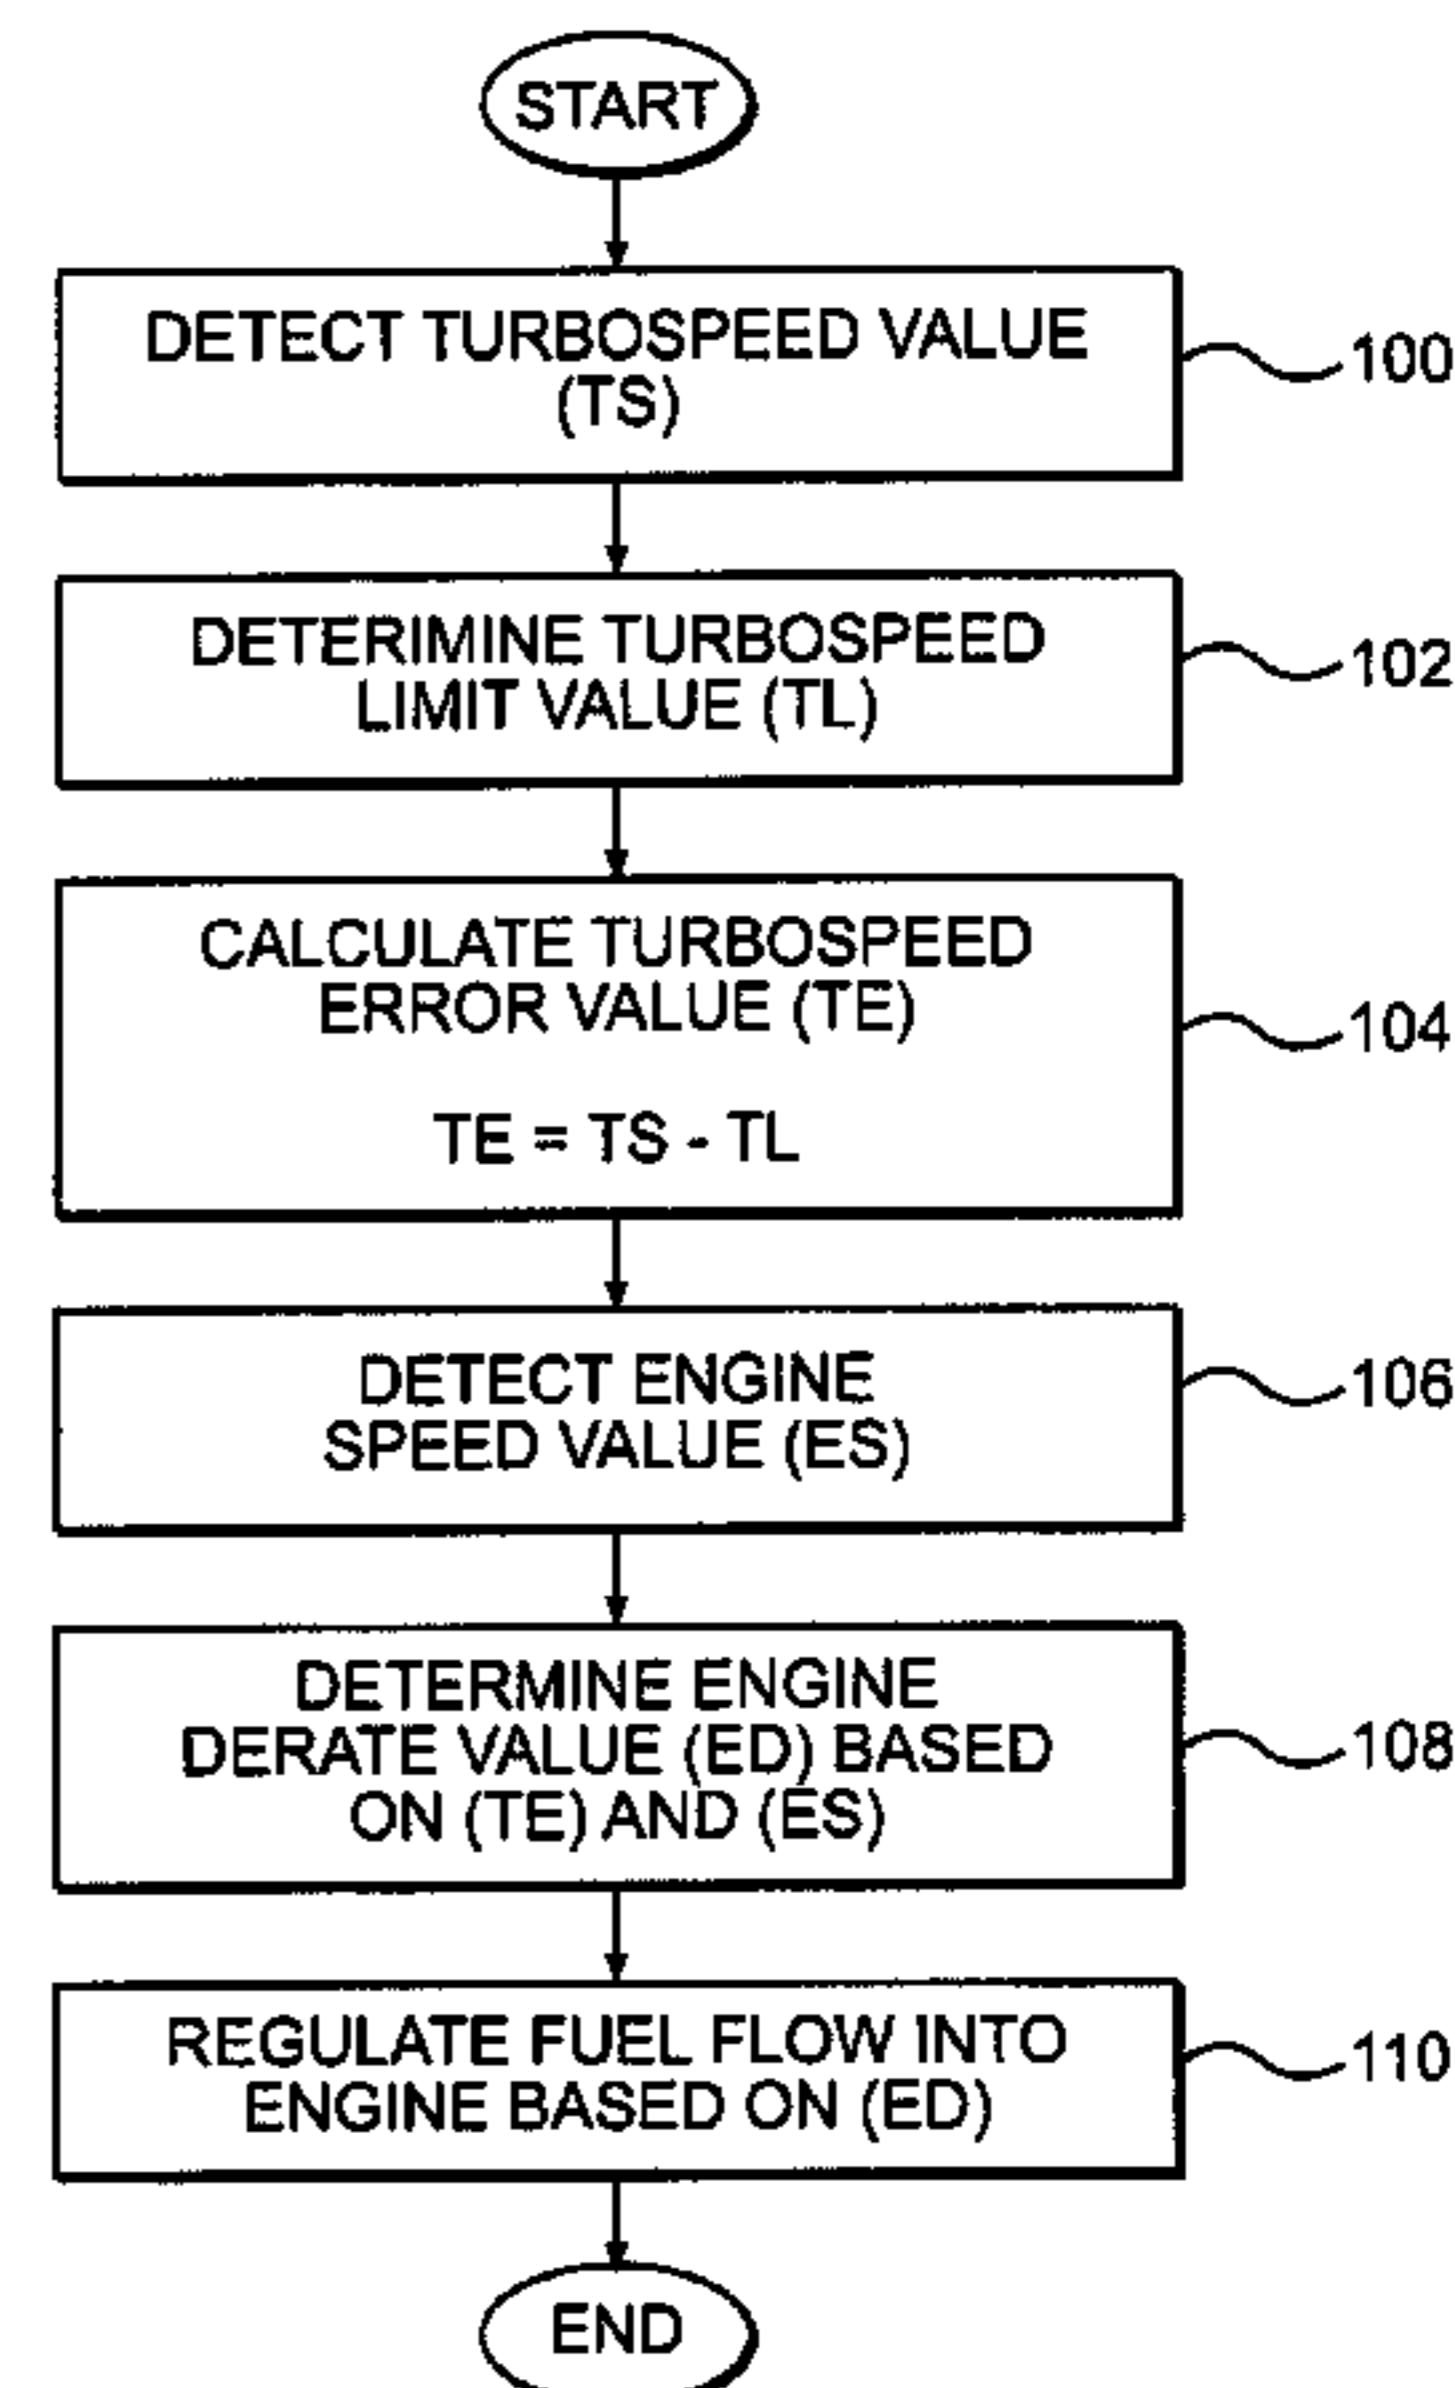 START
DETECT TURBOSPEED VALUE
(TS)
100
DETERIMINE TURBOSPEED
LIMIT VALUE (TL)
102
CALCULATE TURBOSPEED
ERROR VALUE (TE)
TE = TS - TL
104
DETECT ENGINE
SPEED VALUE (ES)
106
DETERMINE ENGINE
DERATE VALUE (ED) BASED
ON (TE) AND (ES)
108
REGULATE FUEL FLOW INTO
ENGINE BASED ON (ED)
110
END